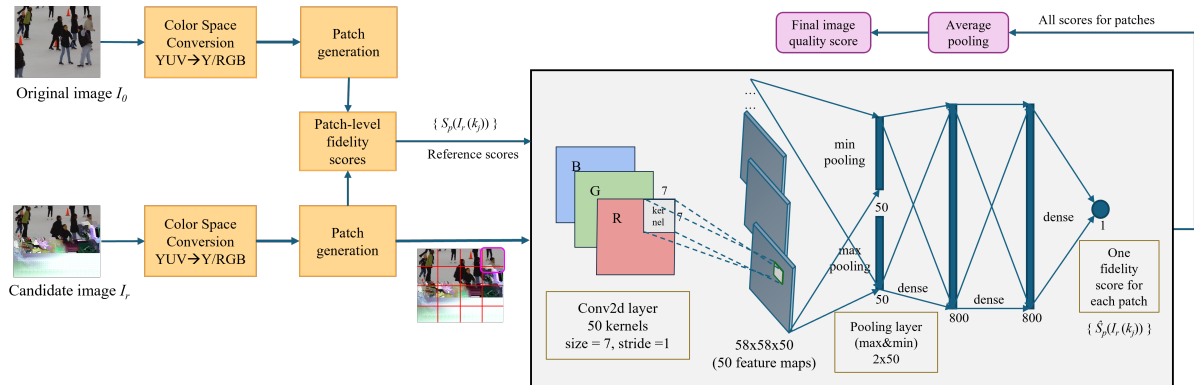 Original image I₀
Color Space
Conversion
YUV→Y/RGB
Patch
generation
Patch-level
fidelity
scores
{ Sₚ(Iᵣ(kⱼ)) }
Reference scores
Candidate image Iᵣ
Color Space
Conversion
YUV→Y/RGB
Patch
generation
Final image
quality score
Average
pooling
All scores for patches
B
G
R
7
7
ker
nel
Conv2d layer
50 kernels
size = 7, stride =1
...
...
58x58x50
(50 feature maps)
min
pooling
50
max
pooling
50
Pooling layer
(max&min)
2x50
dense
800
dense
800
dense
1
One
fidelity
score for
each patch
{ Ŝₚ(Iᵣ(kⱼ)) }